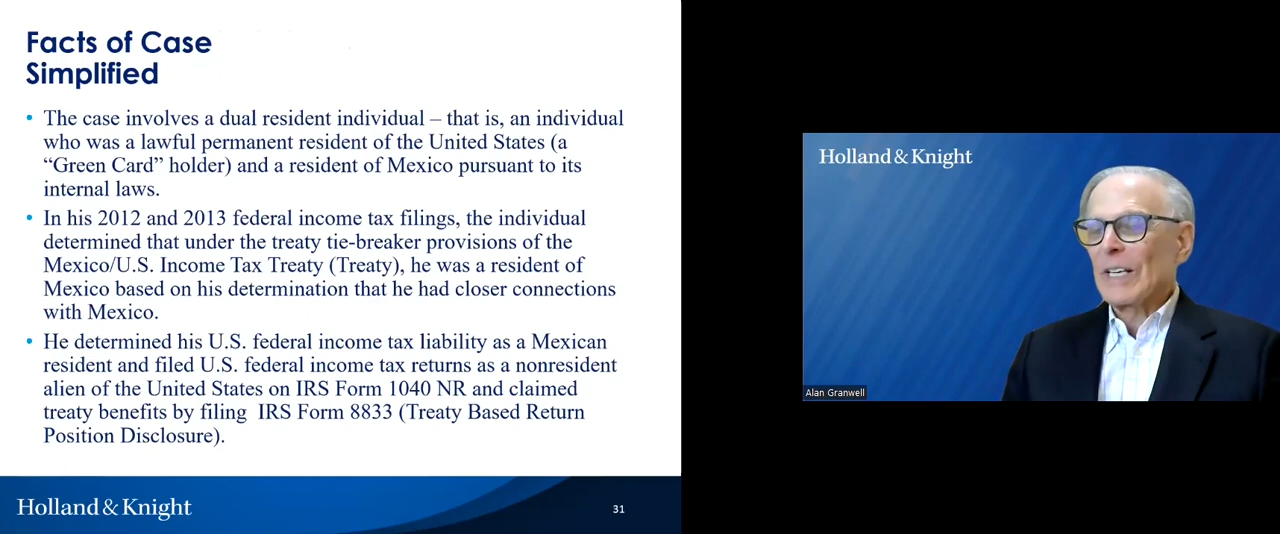 Facts of Case
Simplified
• The case involves a dual resident individual – that is, an individual
who was a lawful permanent resident of the United States (a
“Green Card” holder) and a resident of Mexico pursuant to its
internal laws.
• In his 2012 and 2013 federal income tax filings, the individual
determined that under the treaty tie-breaker provisions of the
Mexico/U.S. Income Tax Treaty (Treaty), he was a resident of
Mexico based on his determination that he had closer connections
with Mexico.
• He determined his U.S. federal income tax liability as a Mexican
resident and filed U.S. federal income tax returns as a nonresident
alien of the United States on IRS Form 1040 NR and claimed
treaty benefits by filing  IRS Form 8833 (Treaty Based Return
Position Disclosure).
Holland & Knight
31
Holland & Knight
Alan Granwell